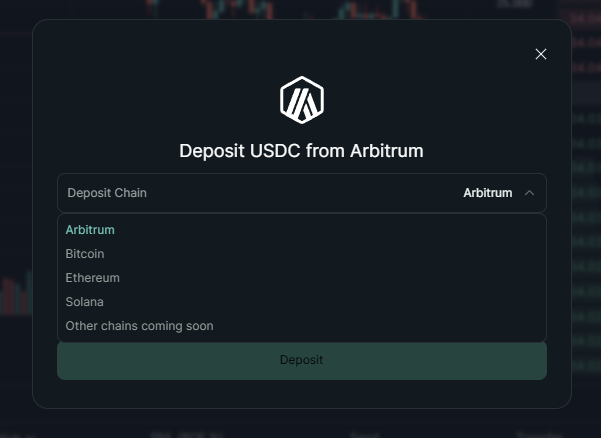 Deposit USDC from Arbitrum
Deposit Chain Arbitrum
Arbitrum
Bitcoin
Ethereum
Solana
Other chains coming soon
Deposit